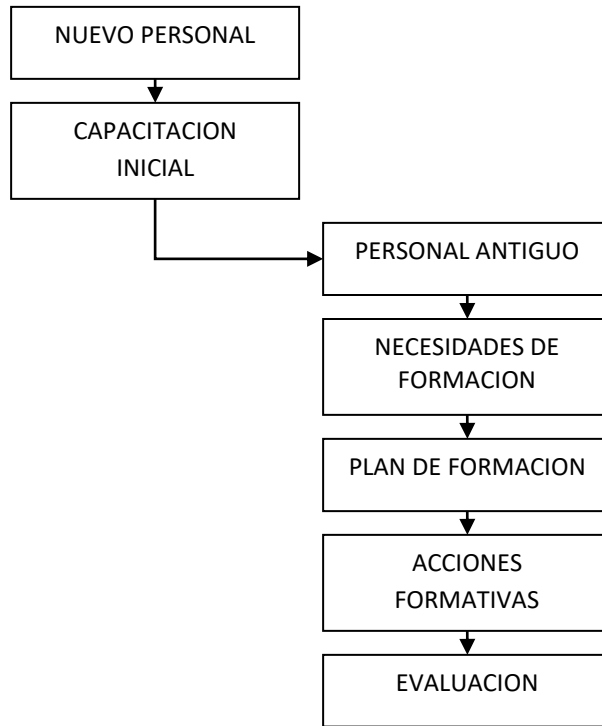 NUEVO PERSONAL
CAPACITACION
INICIAL
PERSONAL ANTIGUO
NECESIDADES DE
FORMACION
PLAN DE FORMACION
ACCIONES
FORMATIVAS
EVALUACION